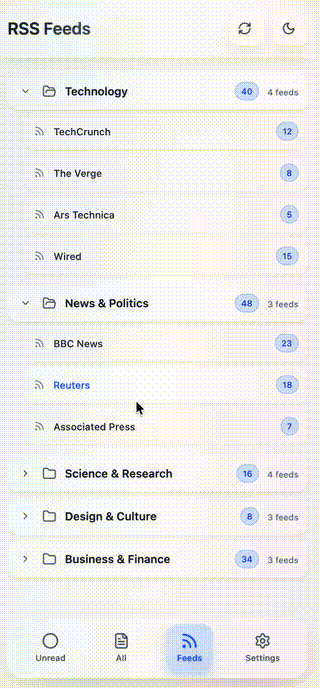 RSS Feeds
Technology 40 4 feeds
TechCrunch 12
The Verge 8
Ars Technica 5
Wired 15
News & Politics 48 3 feeds
BBC News 23
Reuters 18
Associated Press 7
Science & Research 16 4 feeds
Design & Culture 8 3 feeds
Business & Finance 34 3 feeds
Unread All Feeds Settings